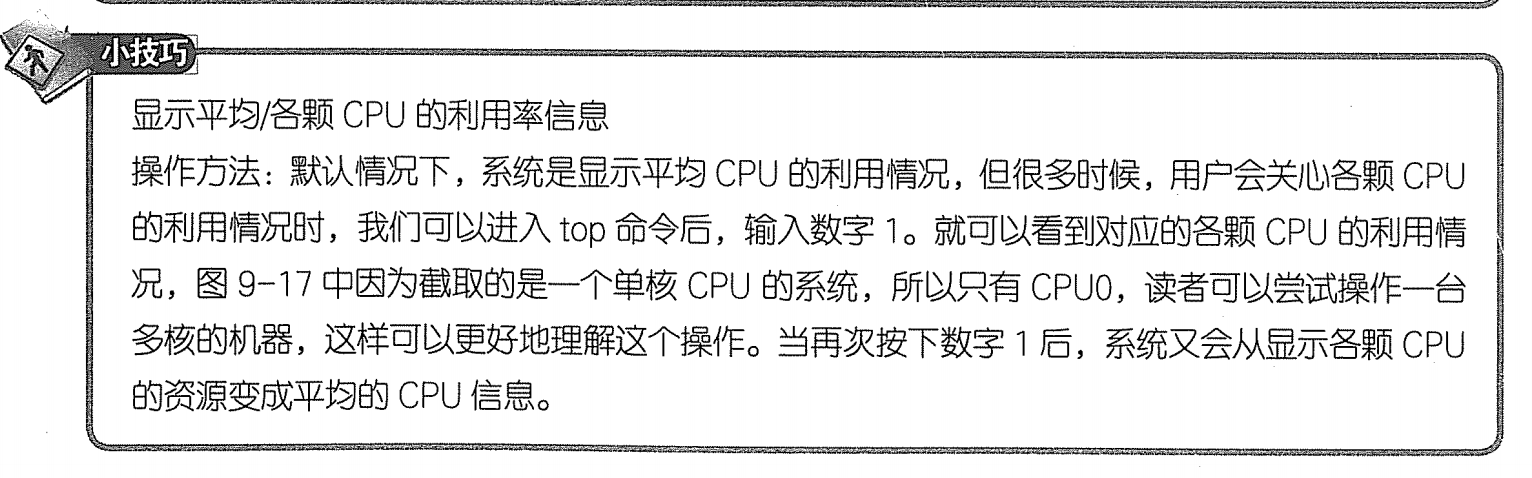 小技巧
显示平均/各颗 CPU 的利用率信息
操作方法：默认情况下，系统是显示平均 CPU 的利用情况，但很多时候，用户会关心各颗 CPU
的利用情况时，我们可以进入 top 命令后，输入数字 1。就可以看到对应的各颗 CPU 的利用情
况，图 9-17 中因为截取的是一个单核 CPU 的系统，所以只有 CPU0，读者可以尝试操作一台
多核的机器，这样可以更好地理解这个操作。当再次按下数字 1 后，系统又会从显示各颗 CPU
的资源变成平均的 CPU 信息。